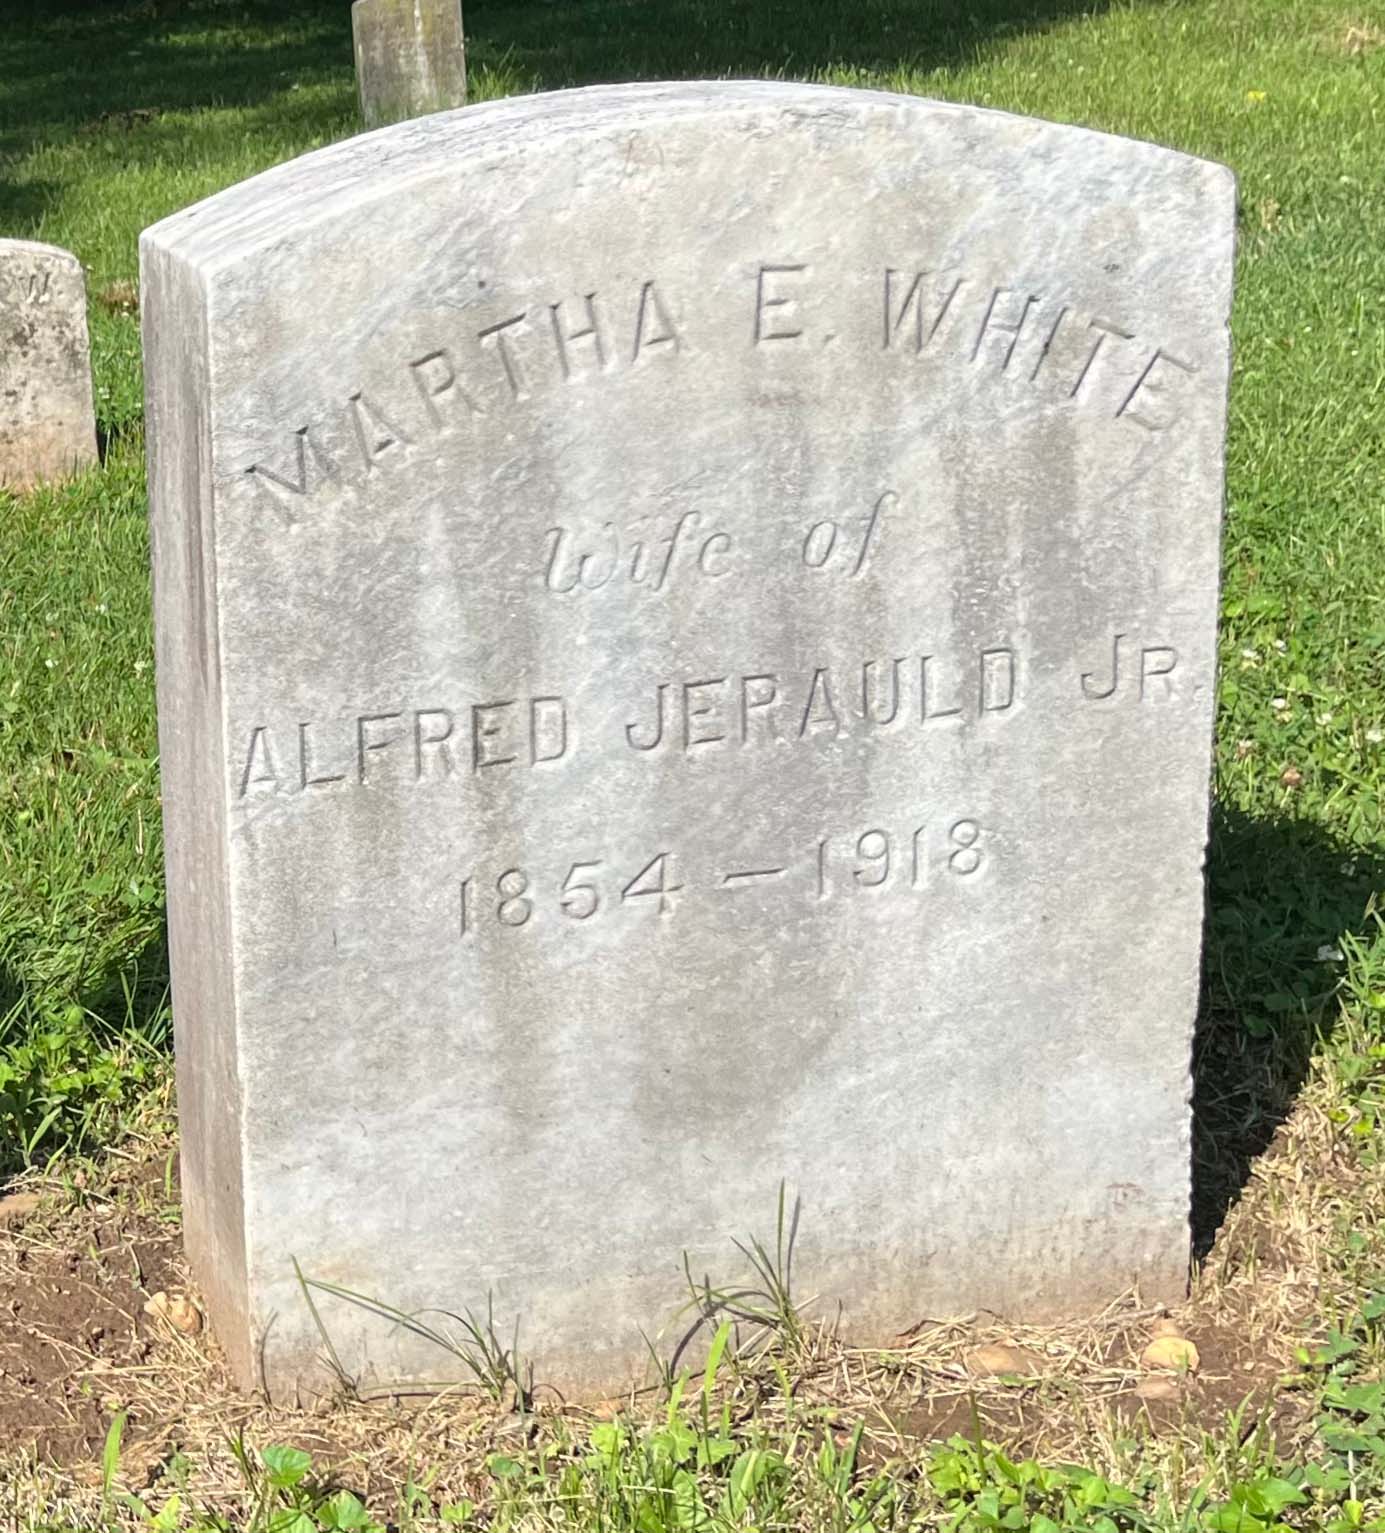 W
MARTHA E. WHITE
Wife of
ALFRED JERAULD JR.
1854 – 1918